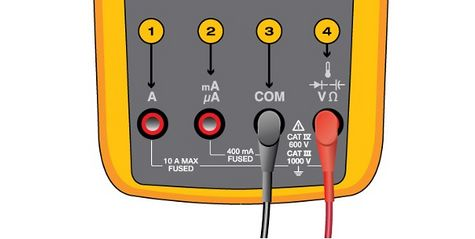 1 2 3 4
mA
µA
A
COM
V Ω
CAT IV
600 V
CAT III
1000 V
400 mA
FUSED
10 A MAX
FUSED